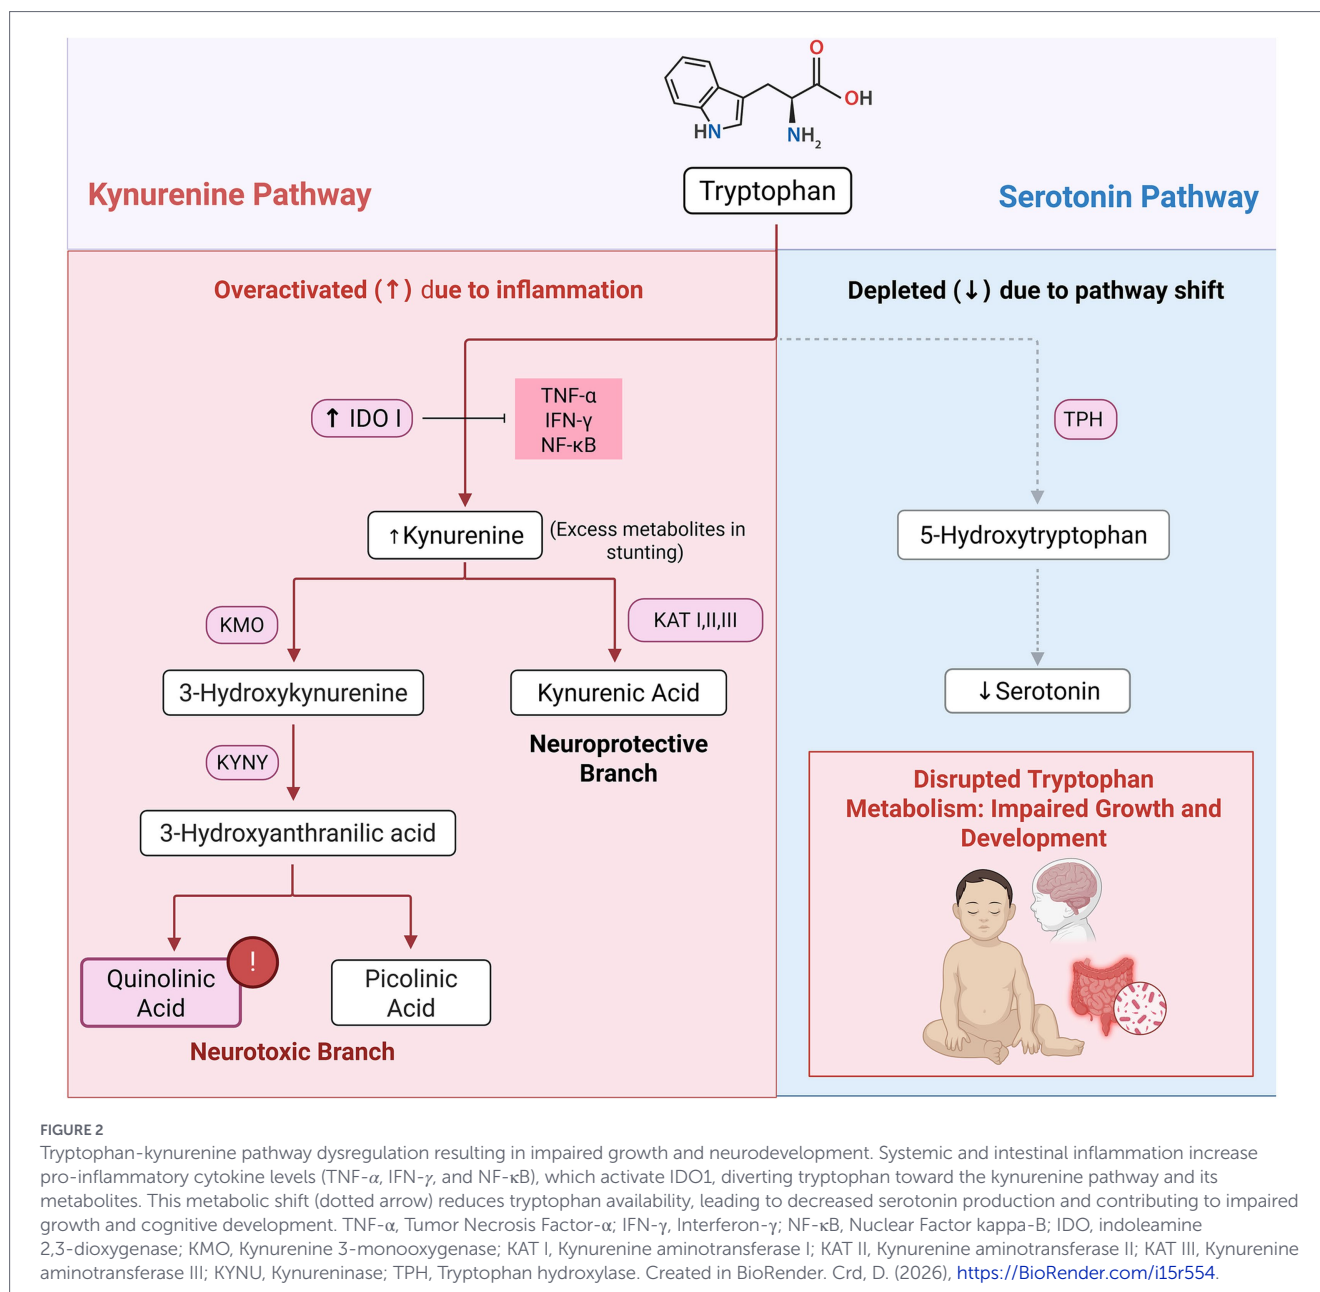 O
OH
HN
NH2
Tryptophan
Kynurenine Pathway
Serotonin Pathway
Overactivated (↑) due to inflammation
Depleted (↓) due to pathway shift
↑ IDO I
TNF-α
IFN-γ
NF-κB
TPH
↑Kynurenine
(Excess metabolites in
stunting)
5-Hydroxytryptophan
KMO
KAT I,II,III
3-Hydroxykynurenine
Kynurenic Acid
↓Serotonin
Neuroprotective
Branch
KYNY
3-Hydroxyanthranilic acid
Disrupted Tryptophan
Metabolism: Impaired Growth and
Development
Quinolinic
Acid
!
Picolinic
Acid
Neurotoxic Branch
FIGURE 2
Tryptophan-kynurenine pathway dysregulation resulting in impaired growth and neurodevelopment. Systemic and intestinal inflammation increase
pro-inflammatory cytokine levels (TNF-α, IFN-γ, and NF-κB), which activate IDO1, diverting tryptophan toward the kynurenine pathway and its
metabolites. This metabolic shift (dotted arrow) reduces tryptophan availability, leading to decreased serotonin production and contributing to impaired
growth and cognitive development. TNF-α, Tumor Necrosis Factor-α; IFN-γ, Interferon-γ; NF-κB, Nuclear Factor kappa-B; IDO, indoleamine
2,3-dioxygenase; KMO, Kynurenine 3-monooxygenase; KAT I, Kynurenine aminotransferase I; KAT II, Kynurenine aminotransferase II; KAT III, Kynurenine
aminotransferase III; KYNU, Kynureninase; TPH, Tryptophan hydroxylase. Created in BioRender. Crd, D. (2026), https://BioRender.com/i15r554.